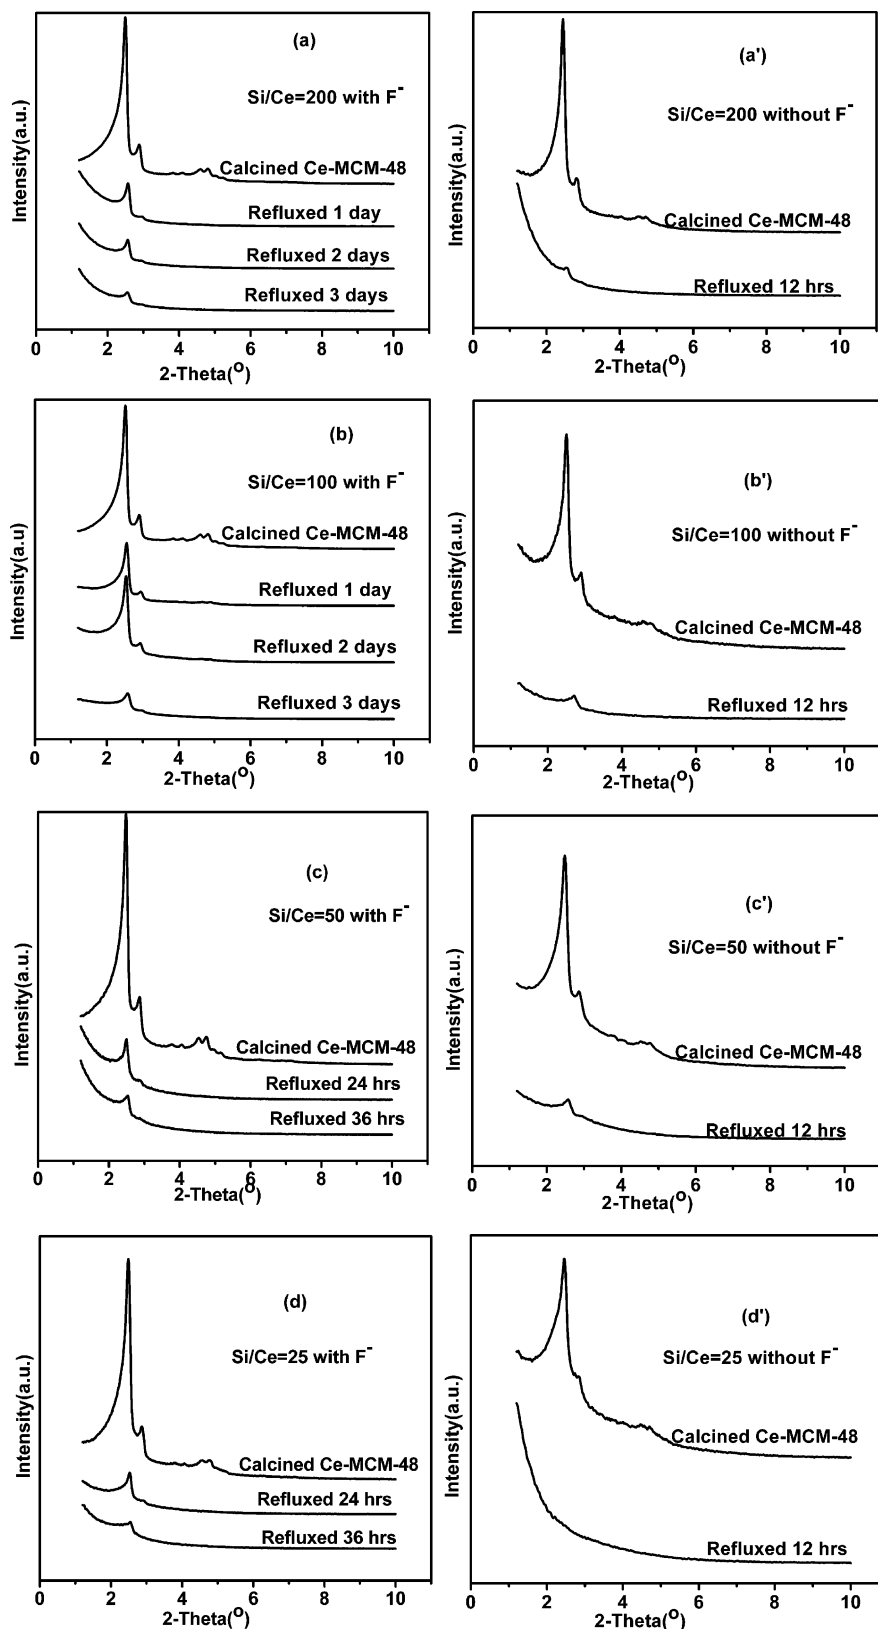 (a)
Si/Ce=200 with F-
Calcined Ce-MCM-48
Refluxed 1 day
Refluxed 2 days
Refluxed 3 days
Intensity(a.u.)
0 2 4 6 8 10
2-Theta(O)
(a')
Si/Ce=200 without F-
Calcined Ce-MCM-48
Refluxed 12 hrs
Intensity(a.u.)
0 2 4 6 8 10
2-Theta(O)
(b)
Si/Ce=100 with F-
Calcined Ce-MCM-48
Refluxed 1 day
Refluxed 2 days
Refluxed 3 days
Intensity(a.u)
0 2 4 6 8 10
2-Theta(O)
(b')
Si/Ce=100 without F-
Calcined Ce-MCM-48
Refluxed 12 hrs
Intensity(a.u.)
0 2 4 6 8 10
2-Theta(O)
(c)
Si/Ce=50 with F-
Calcined Ce-MCM-48
Refluxed 24 hrs
Refluxed 36 hrs
Intensity(a.u.)
0 2 4 6 8 10
2-Theta(O)
(c')
Si/Ce=50 without F-
Calcined Ce-MCM-48
Refluxed 12 hrs
Intensity(a.u.)
0 2 4 6 8 10
2-Theta(O)
(d)
Si/Ce=25 with F-
Calcined Ce-MCM-48
Refluxed 24 hrs
Refluxed 36 hrs
Intensity(a.u.)
0 2 4 6 8 10
2-Theta(O)
(d')
Si/Ce=25 without F-
Calcined Ce-MCM-48
Refluxed 12 hrs
Intensity(a.u.)
0 2 4 6 8 10
2-Theta(O)